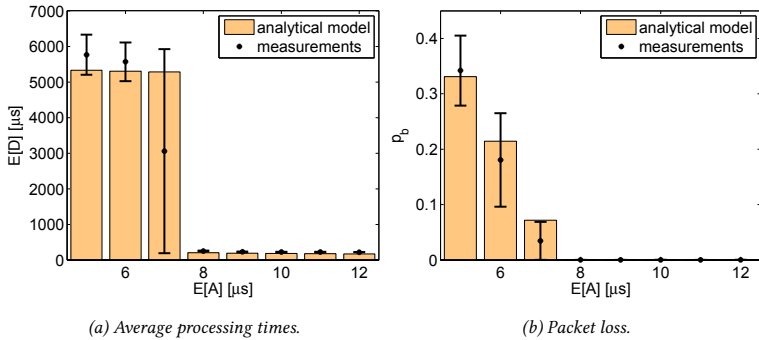 7000
6000
5000
4000
3000
2000
1000
0
E[D] [µs]
6 8 10 12
E[A] [µs]
analytical model
measurements
(a) Average processing times.
0.4
0.3
0.2
0.1
0
p_b
6 8 10 12
E[A] [µs]
analytical model
measurements
(b) Packet loss.